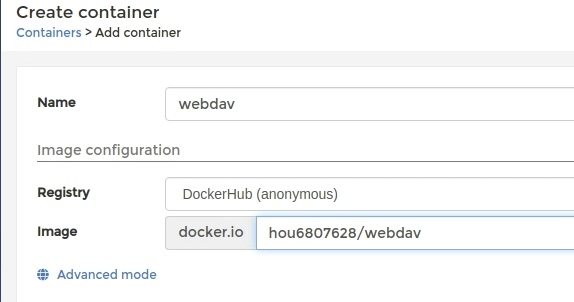 Create container
Containers > Add container
Name webdav
Image configuration
Registry DockerHub (anonymous)
Image docker.io hou6807628/webdav
Advanced mode